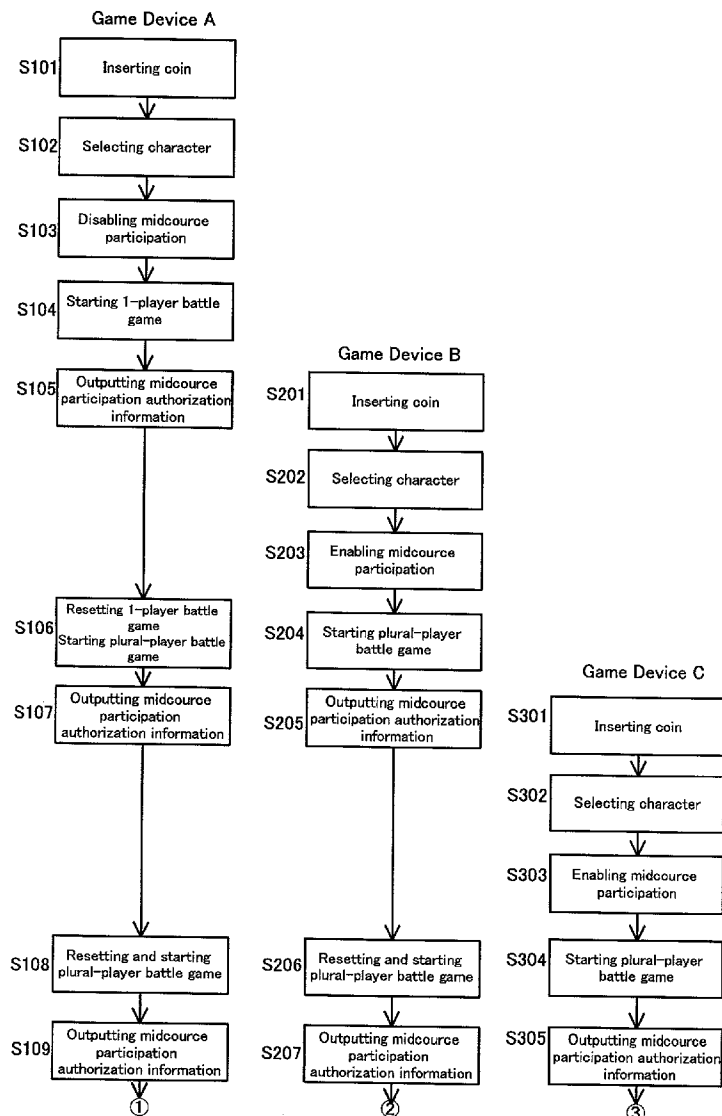 Game Device A
S101
Inserting coin
S102
Selecting character
S103
Disabling midcource
participation
S104
Starting 1-player battle
game
S105
Outputting midcource
participation authorization
information
S106
Resetting 1-player battle
game
Starting plural-player battle
game
S107
Outputting midcource
participation
authorization information
S108
Resetting and starting
plural-player battle game
S109
Outputting midcource
participation
authorization information
①
Game Device B
S201
Inserting coin
S202
Selecting character
S203
Enabling midcource
participation
S204
Starting plural-player
battle game
S205
Outputting midcource
participation authorization
information
S206
Resetting and starting
plural-player battle game
S207
Outputting midcource
participation
authorization information
②
Game Device C
S301
Inserting coin
S302
Selecting character
S303
Enabling midcource
participation
S304
Starting plural-player
battle game
S305
Outputting midcource
participation authorization
information
③